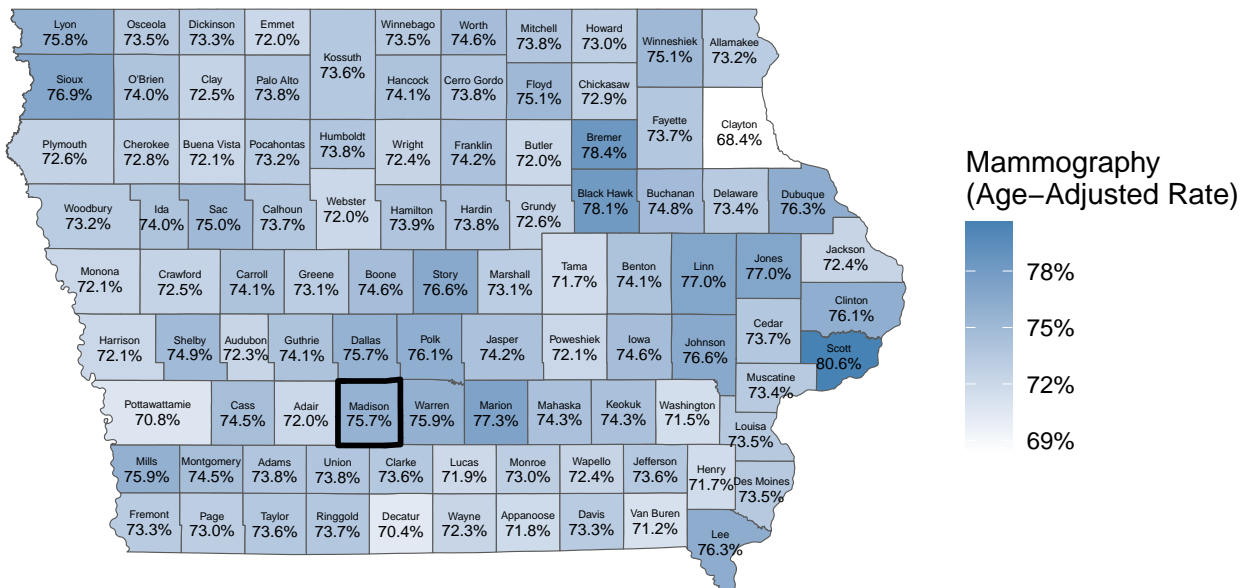 Lyon
75.8%
Osceola
73.5%
Dickinson
73.3%
Emmet
72.0%
Kossuth
73.6%
Winnebago
73.5%
Worth
74.6%
Mitchell
73.8%
Howard
73.0%
Winneshiek
75.1%
Allamakee
73.2%
Sioux
76.9%
O'Brien
74.0%
Clay
72.5%
Palo Alto
73.8%
Hancock
74.1%
Cerro Gordo
73.8%
Floyd
75.1%
Chickasaw
72.9%
Fayette
73.7%
Clayton
68.4%
Plymouth
72.6%
Cherokee
72.8%
Buena Vista
72.1%
Pocahontas
73.2%
Humboldt
73.8%
Wright
72.4%
Franklin
74.2%
Butler
72.0%
Bremer
78.4%
Woodbury
73.2%
Ida
74.0%
Sac
75.0%
Calhoun
73.7%
Webster
72.0%
Hamilton
73.9%
Hardin
73.8%
Grundy
72.6%
Black Hawk
78.1%
Buchanan
74.8%
Delaware
73.4%
Dubuque
76.3%
Monona
72.1%
Crawford
72.5%
Carroll
74.1%
Greene
73.1%
Boone
74.6%
Story
76.6%
Marshall
73.1%
Tama
71.7%
Benton
74.1%
Linn
77.0%
Jones
77.0%
Jackson
72.4%
Clinton
76.1%
Harrison
72.1%
Shelby
74.9%
Audubon
72.3%
Guthrie
74.1%
Dallas
75.7%
Polk
76.1%
Jasper
74.2%
Poweshiek
72.1%
Iowa
74.6%
Johnson
76.6%
Cedar
73.7%
Scott
80.6%
Muscatine
73.4%
Pottawattamie
70.8%
Cass
74.5%
Adair
72.0%
Madison
75.7%
Warren
75.9%
Marion
77.3%
Mahaska
74.3%
Keokuk
74.3%
Washington
71.5%
Louisa
73.5%
Mills
75.9%
Montgomery
74.5%
Adams
73.8%
Union
73.8%
Clarke
73.6%
Lucas
71.9%
Monroe
73.0%
Wapello
72.4%
Jefferson
73.6%
Henry
71.7%
Des Moines
73.5%
Fremont
73.3%
Page
73.0%
Taylor
73.6%
Ringgold
73.7%
Decatur
70.4%
Wayne
72.3%
Appanoose
71.8%
Davis
73.3%
Van Buren
71.2%
Lee
76.3%
Mammography
(Age−Adjusted Rate)
78%
75%
72%
69%